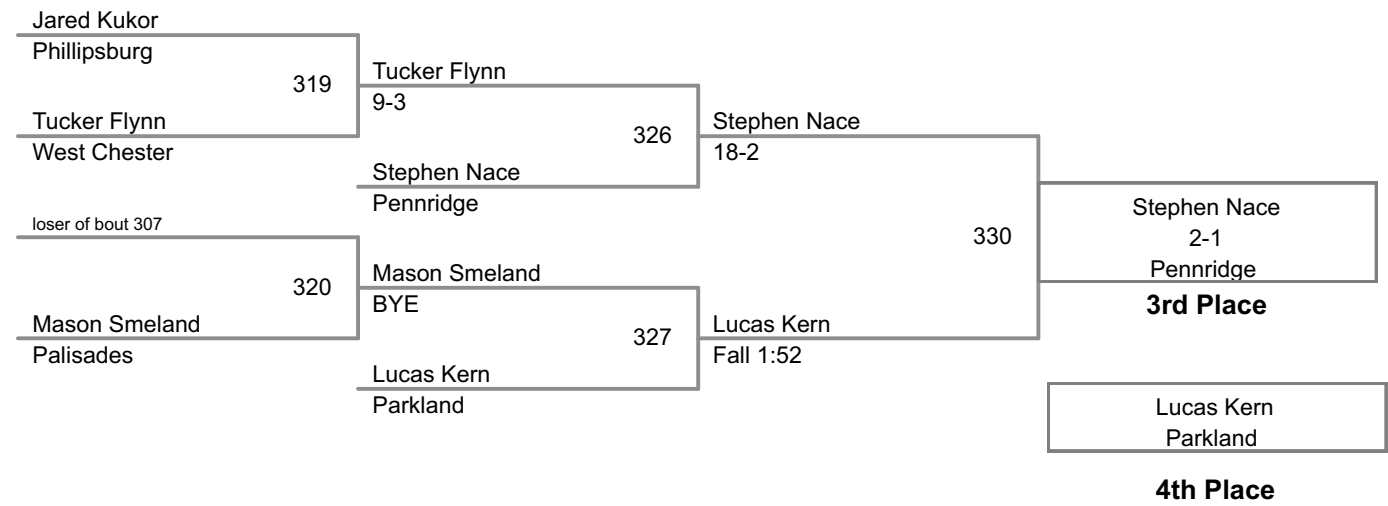 Jared Kukor
Phillipsburg
319
Tucker Flynn
West Chester
loser of bout 307
320
Mason Smeland
Palisades
Tucker Flynn
9-3
326
Stephen Nace
Pennridge
Mason Smeland
BYE
327
Lucas Kern
Parkland
Stephen Nace
18-2
330
Lucas Kern
Fall 1:52
Stephen Nace
2-1
Pennridge
3rd Place
Lucas Kern
Parkland
4th Place